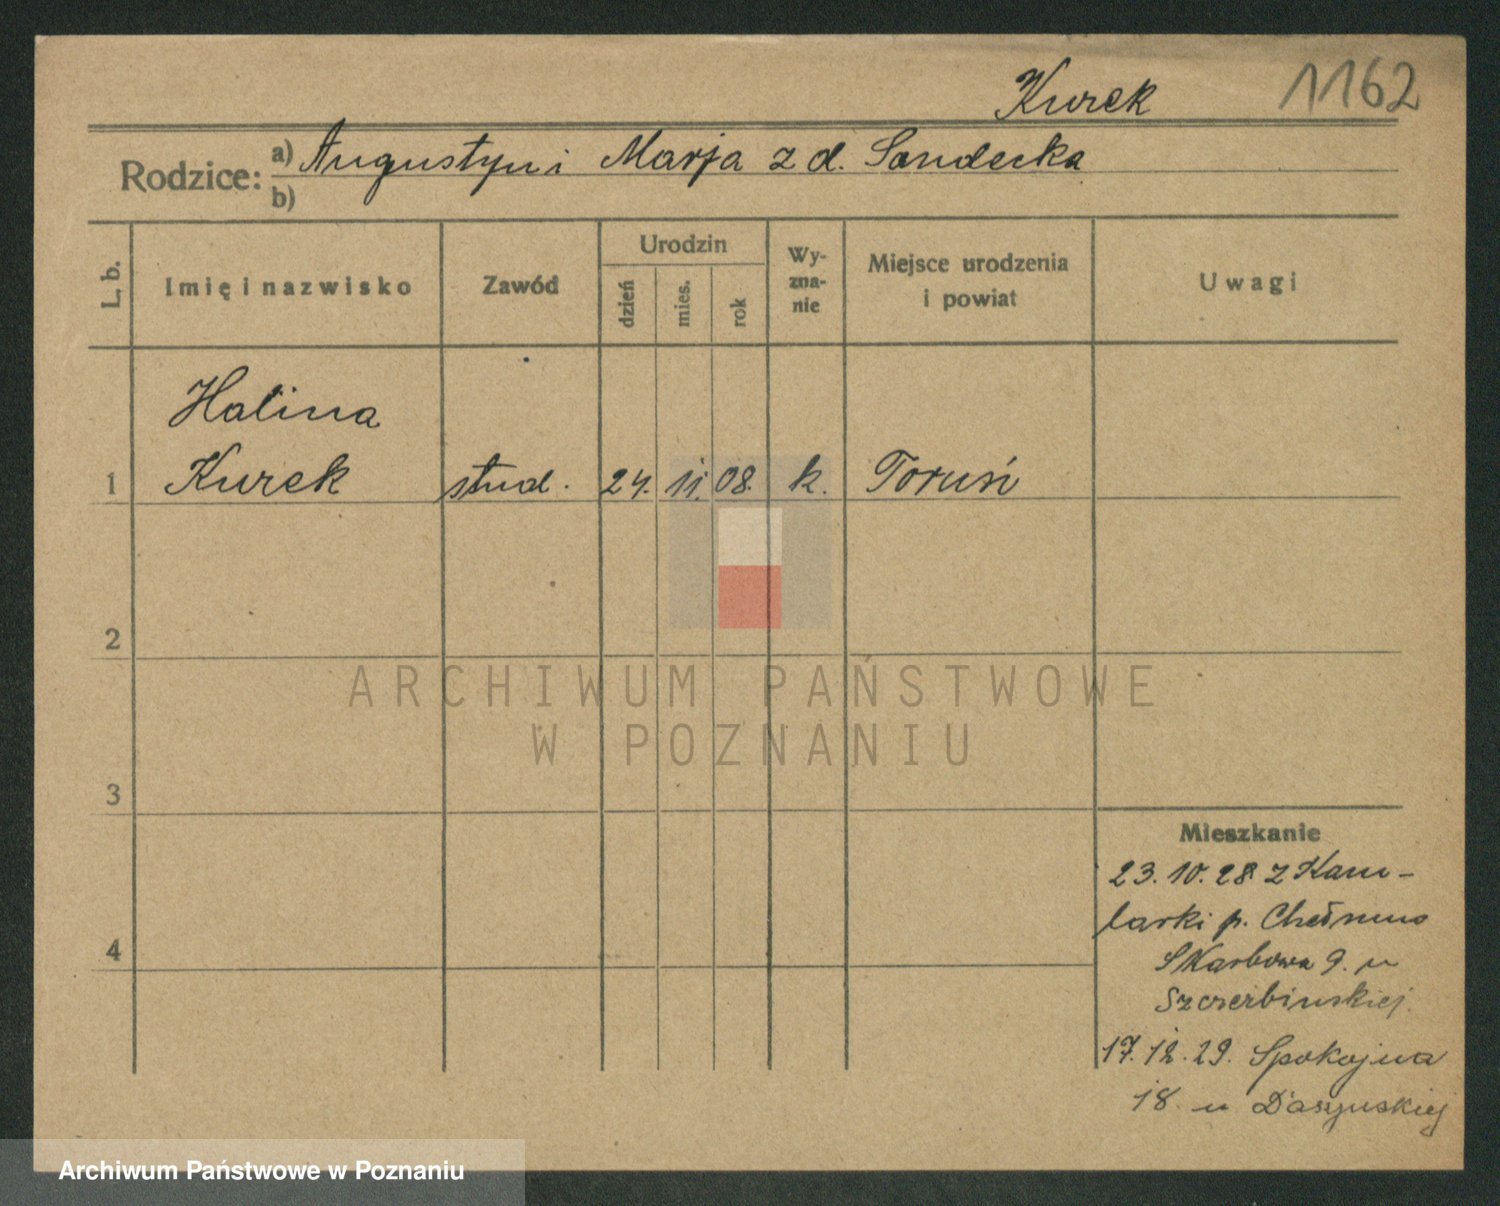 Kurek 1162
Rodzice: a) Augustyn i Marja z d. Sandecka
b)
L. b. Imię i nazwisko Zawód Urodzin dzień mies. rok Wy-zna-nie Miejsce urodzenia i powiat Uwagi
Halina
1 Kurek stud. 24. 11. 08. k. Toruń
2
ARCHIWUM PAŃSTWOWE
W POZNANIU
3
Mieszkanie
23.10.28 z Kam-
larki p. Chełmno
4
Skarbowa 9. u
Szczerbińskiej.
17.12.29. Spokojna
18 u Daszyńskiej
Archiwum Państwowe w Poznaniu